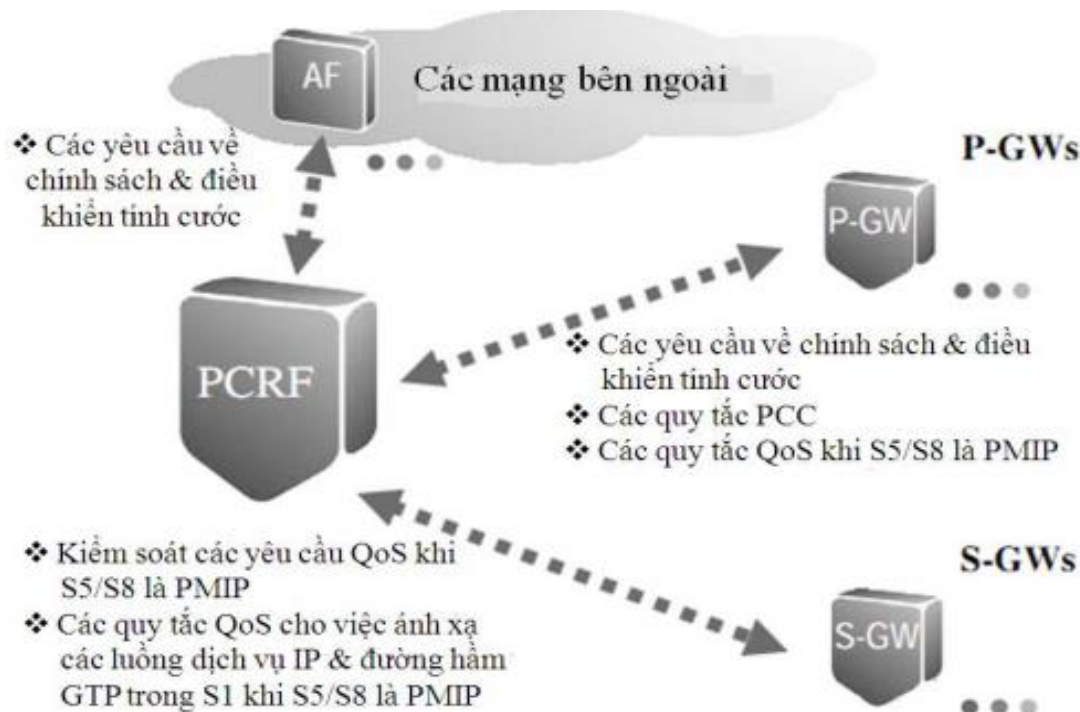 AF
Các mạng bên ngoài
❖ Các yêu cầu về
chính sách & điều
khiển tính cước
P-GWs
P-GW
PCRF
❖ Các yêu cầu về chính sách & điều
khiển tính cước
❖ Các quy tắc PCC
❖ Các quy tắc QoS khi S5/S8 là PMIP
❖ Kiểm soát các yêu cầu QoS khi
S5/S8 là PMIP
❖ Các quy tắc QoS cho việc ánh xạ
các luồng dịch vụ IP & đường hầm
GTP trong S1 khi S5/S8 là PMIP
S-GWs
S-GW